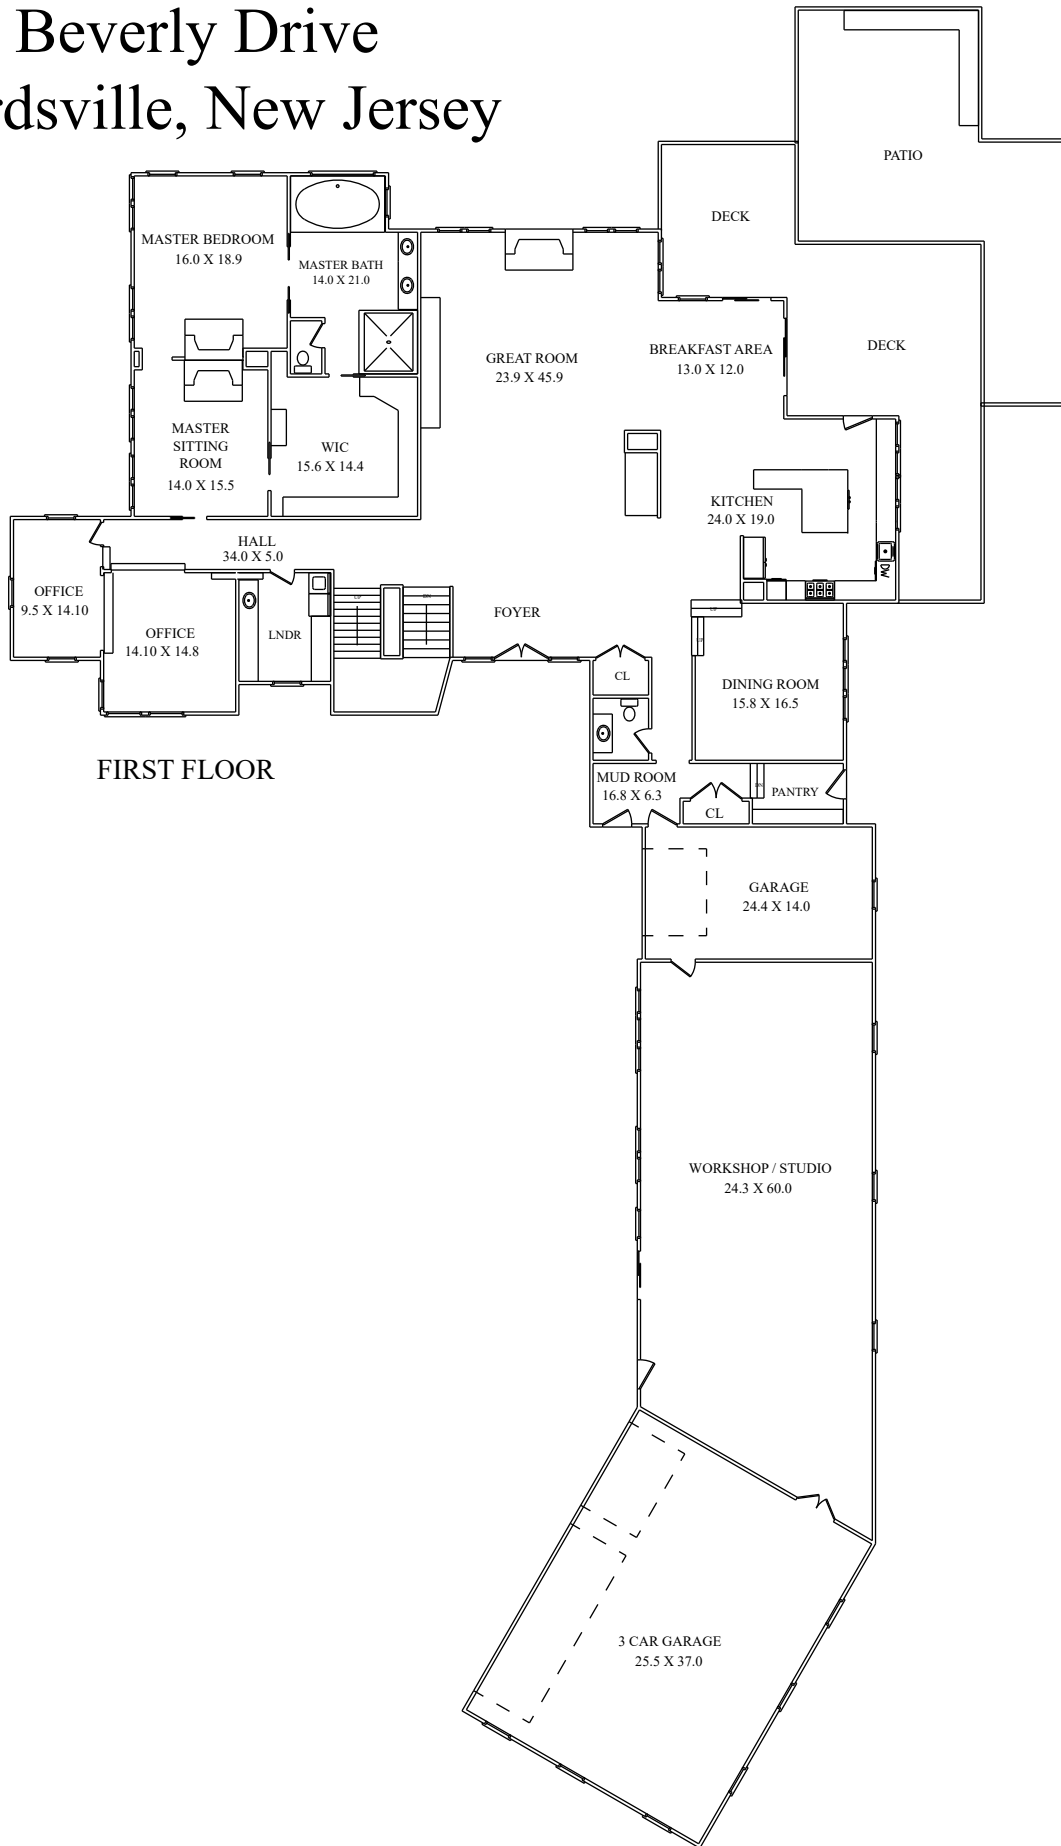 Beverly Drive
rdsville, New Jersey
PATIO
DECK
MASTER BEDROOM
16.0 X 18.9
MASTER BATH
14.0 X 21.0
DECK
GREAT ROOM
23.9 X 45.9
BREAKFAST AREA
13.0 X 12.0
MASTER
SITTING
ROOM
14.0 X 15.5
WIC
15.6 X 14.4
KITCHEN
24.0 X 19.0
HALL
34.0 X 5.0
DW
OFFICE
9.5 X 14.10
UP
DN
FOYER
UP
OFFICE
14.10 X 14.8
LNDR
UP
CL
DINING ROOM
15.8 X 16.5
FIRST FLOOR
MUD ROOM
16.8 X 6.3
DN
PANTRY
CL
GARAGE
24.4 X 14.0
WORKSHOP / STUDIO
24.3 X 60.0
3 CAR GARAGE
25.5 X 37.0